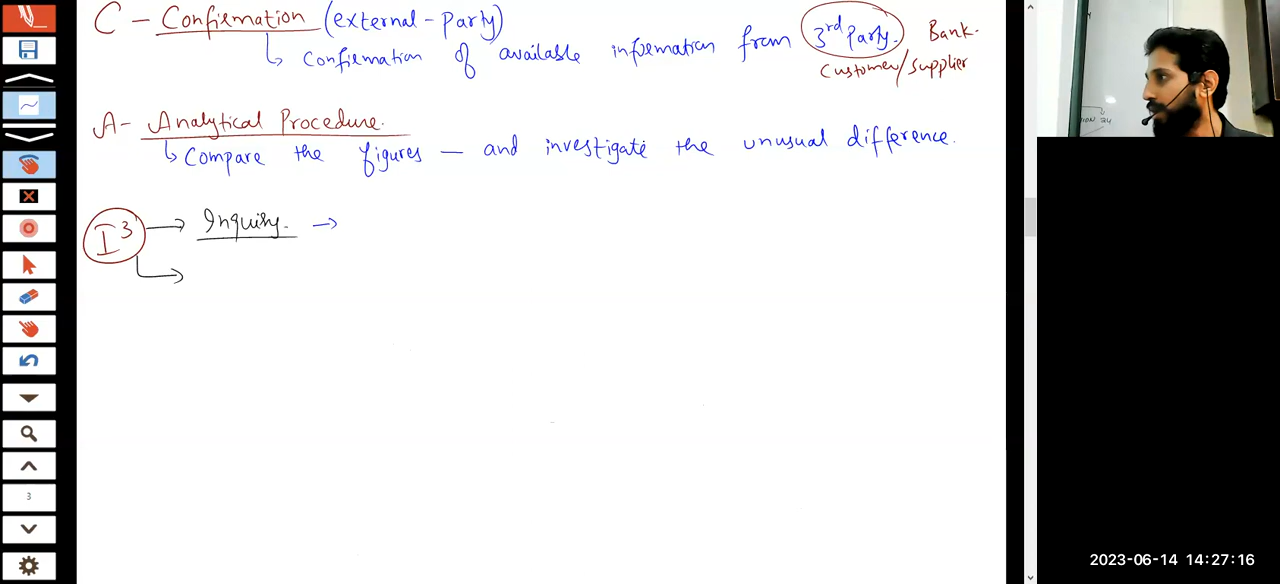 C - Confirmation (external - Party)
↳ Confirmation of available information from 3rd Party. Bank.
Customer/Supplier
A - Analytical Procedure.
↳ Compare the figures — and investigate the unusual difference.
I³ → Inquiry. →
3
2023-06-14 14:27:16